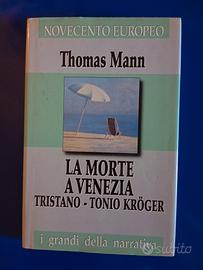 NOVECENTO EUROPEO
Thomas Mann
LA MORTE
A VENEZIA
TRISTANO - TONIO KRÖGER
i grandi della narrativa
subito